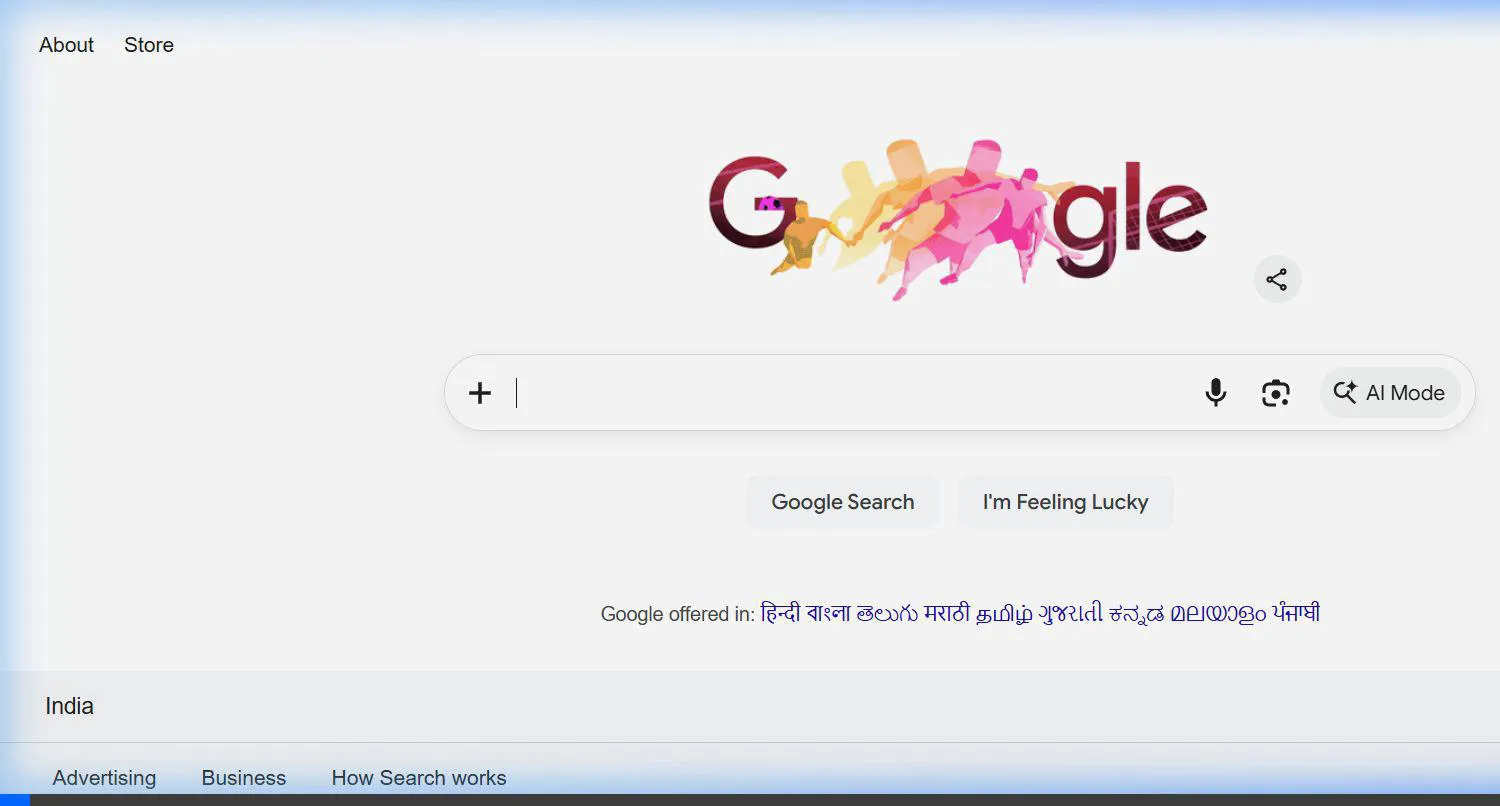 About Store
Google
AI Mode
Google Search I'm Feeling Lucky
Google offered in: हिन्दी বাংলা తెలుగు मराठी தமிழ் ગુજરાતી ಕನ್ನಡ മലയാളം ਪੰਜਾਬੀ
India
Advertising Business How Search works